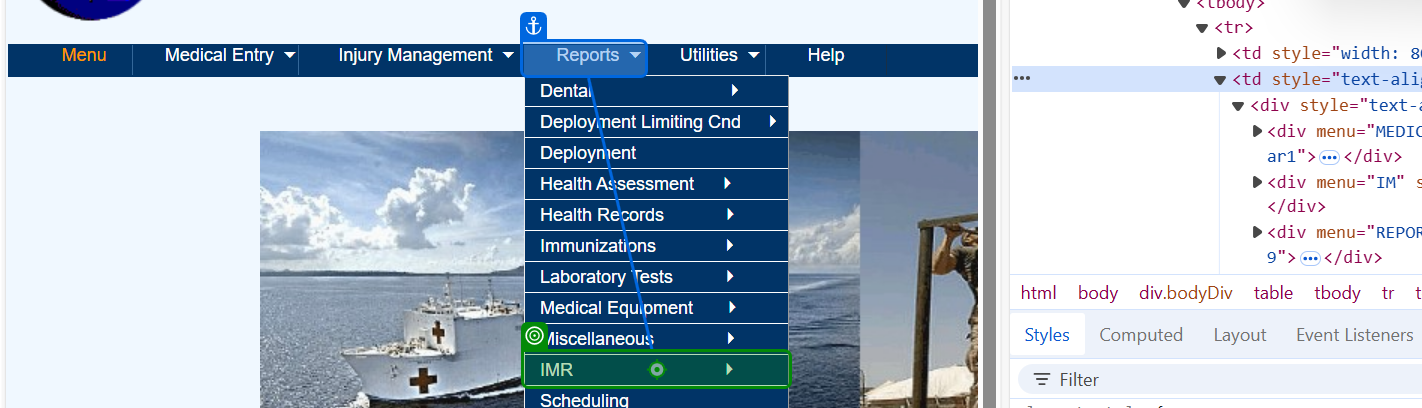 Menu Medical Entry Injury Management Reports Utilities Help
Dental
Deployment Limiting Cnd
Deployment
Health Assessment
Health Records
Immunizations
Laboratory Tests
Medical Equipment
Miscellaneous
IMR
Scheduling
<tbody>
<tr>
<td style="width: 80
<td style="text-alig
<div style="text-a
<div menu="MEDIC
ar1">… </div>
<div menu="IM" s
</div>
<div menu="REPOR
9">… </div>
html body div.bodyDiv table tbody tr t
Styles Computed Layout Event Listeners
Filter